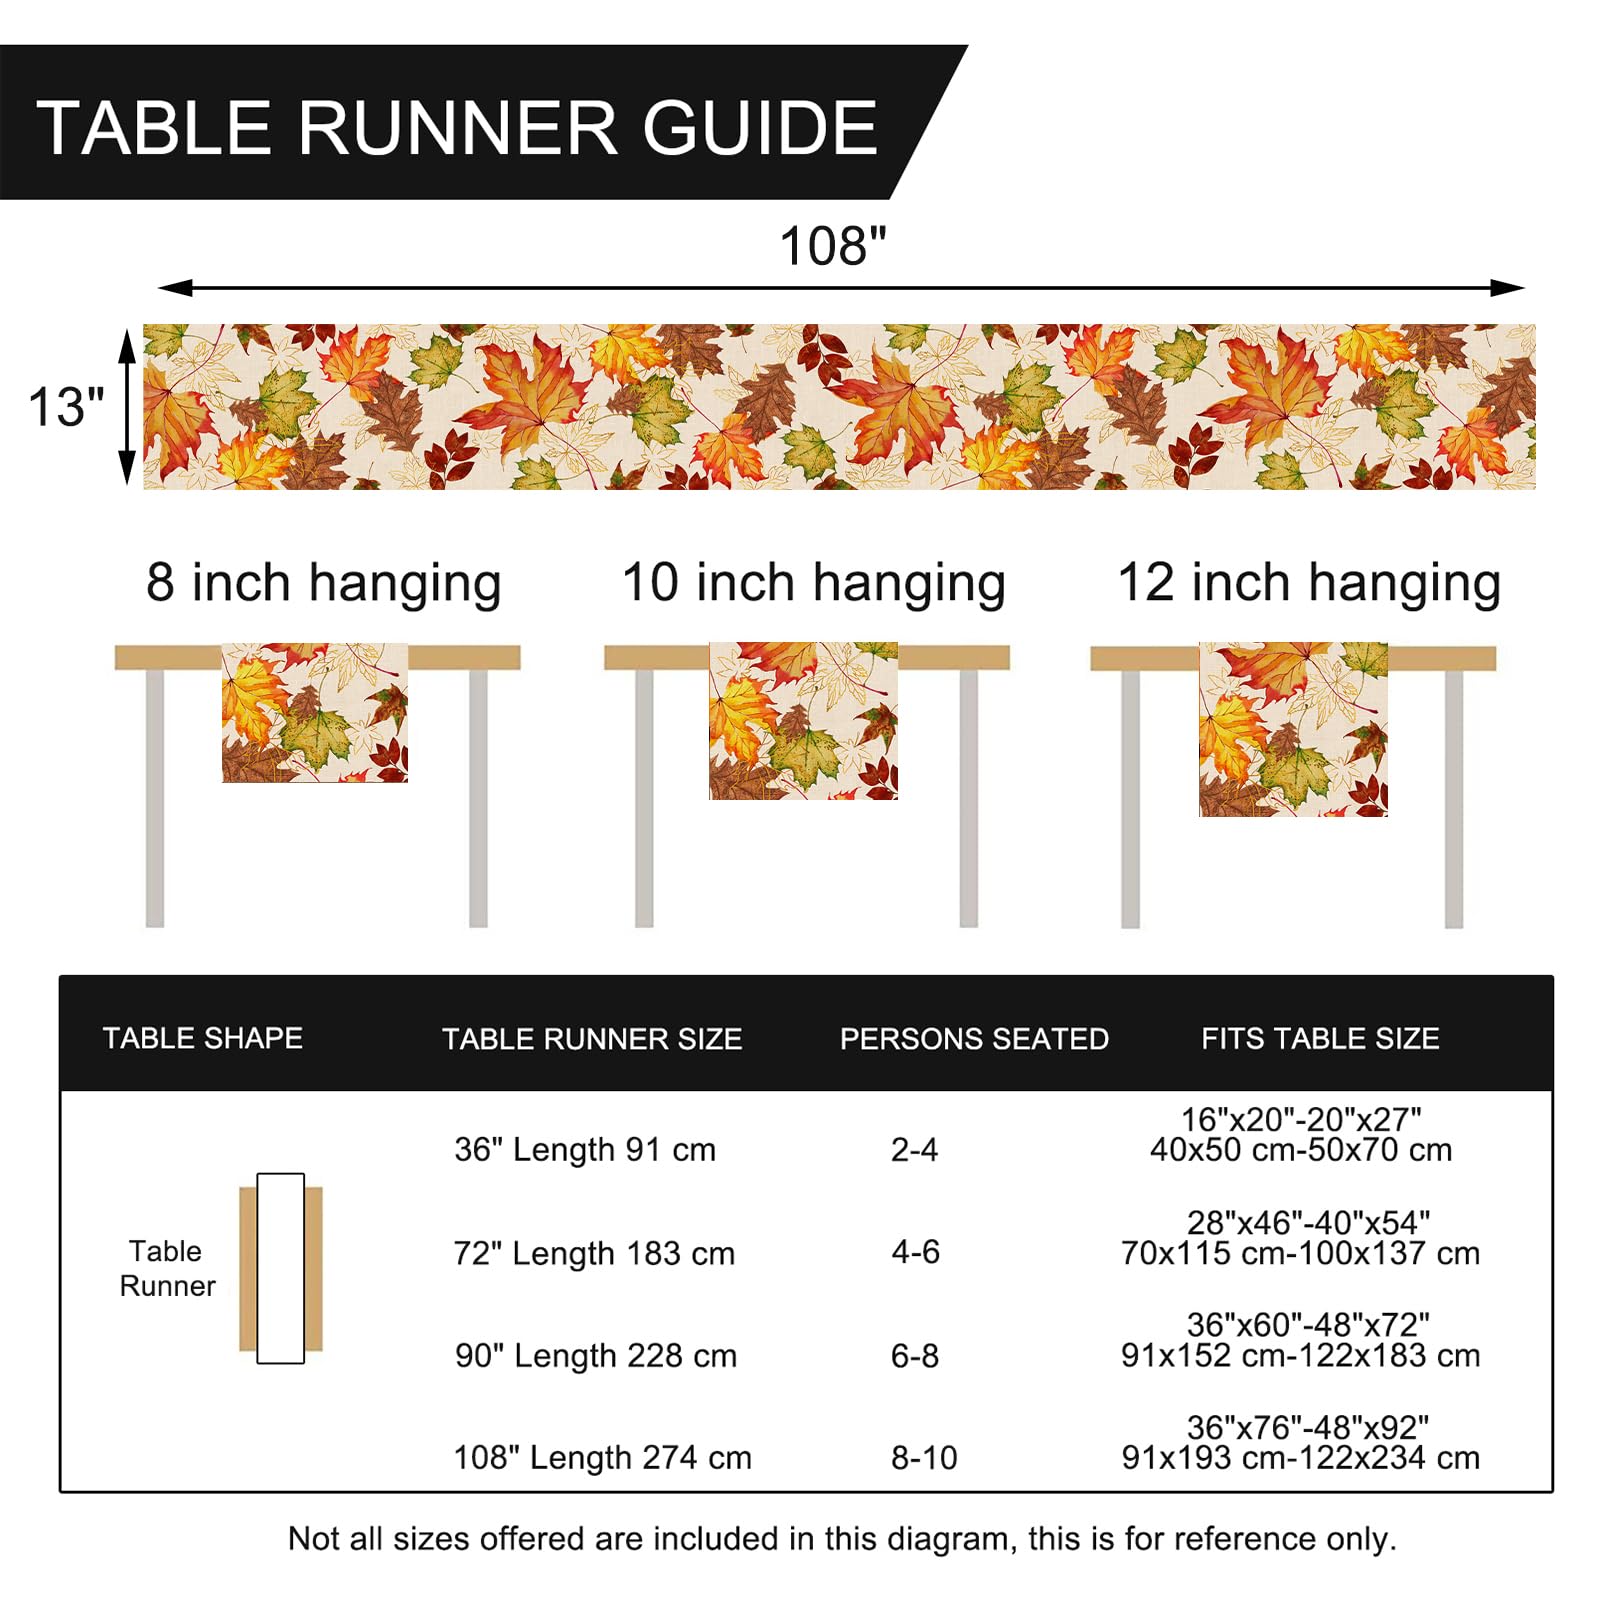 TABLE RUNNER GUIDE
108"
13"
8 inch hanging
10 inch hanging
12 inch hanging
TABLE SHAPE
TABLE RUNNER SIZE
PERSONS SEATED
FITS TABLE SIZE
Table
Runner
36" Length 91 cm
2-4
16"x20"-20"x27"
40x50 cm-50x70 cm
72" Length 183 cm
4-6
28"x46"-40"x54"
70x115 cm-100x137 cm
90" Length 228 cm
6-8
36"x60"-48"x72"
91x152 cm-122x183 cm
108" Length 274 cm
8-10
36"x76"-48"x92"
91x193 cm-122x234 cm
Not all sizes offered are included in this diagram, this is for reference only.